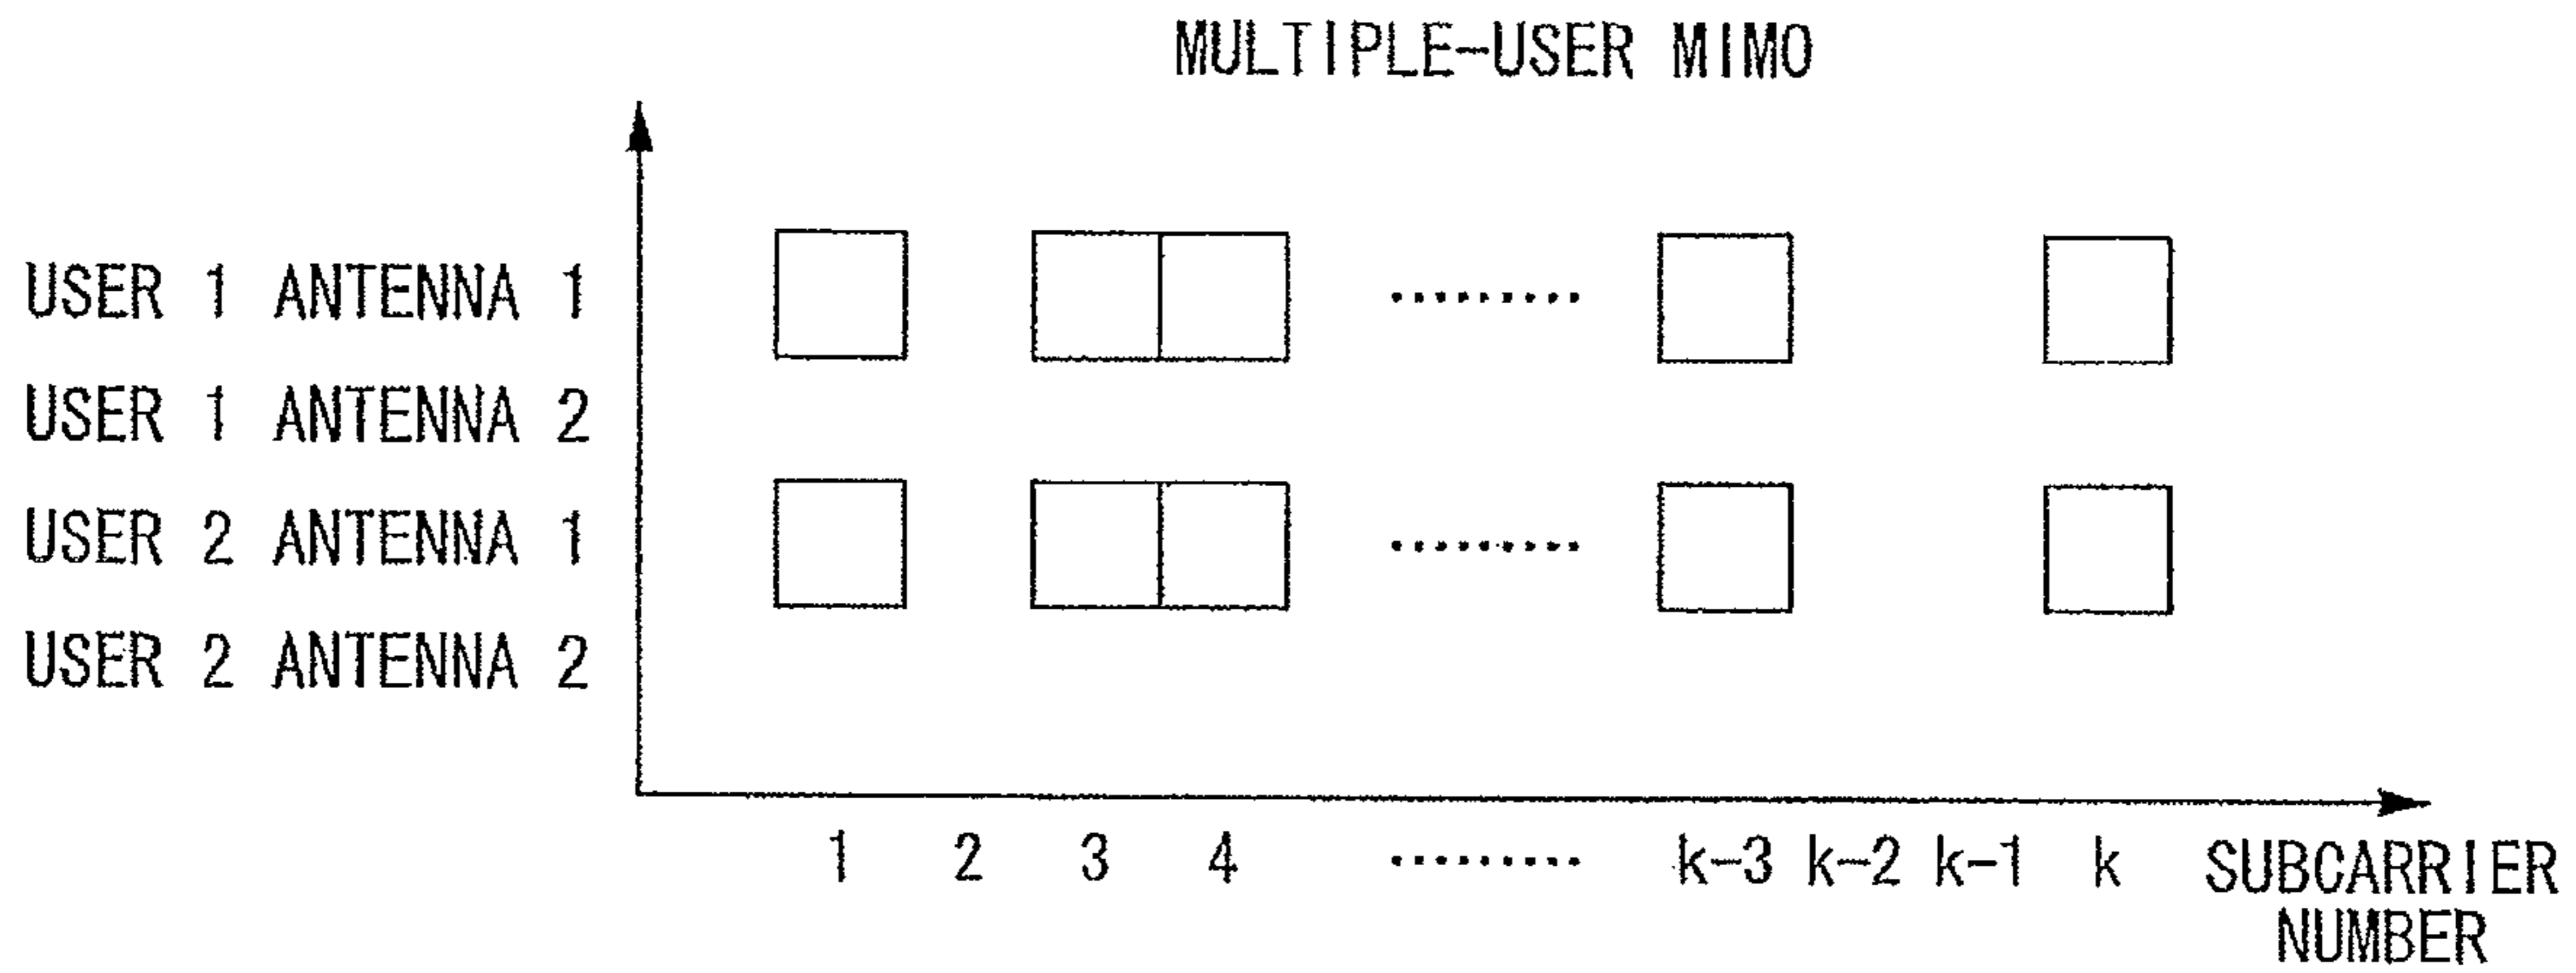 MULTIPLE-USER MIMO
USER 1 ANTENNA 1
USER 1 ANTENNA 2
USER 2 ANTENNA 1
USER 2 ANTENNA 2
1 2 3 4 ......... k-3 k-2 k-1 k SUBCARRIER
NUMBER